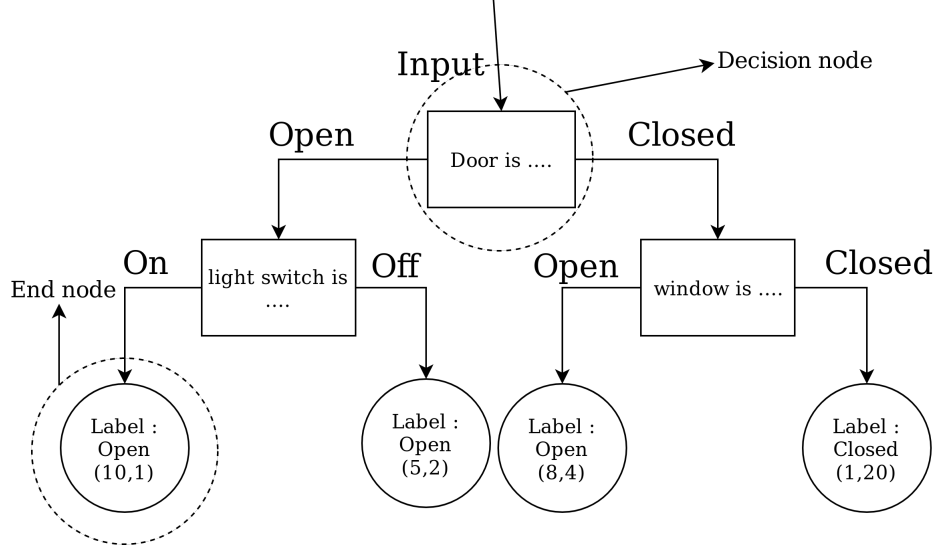 Input
Decision node
Open
Closed
Door is ....
On
light switch is
....
Off
Open
window is ....
Closed
End node
Label :
Open
(10,1)
Label :
Open
(5,2)
Label :
Open
(8,4)
Label :
Closed
(1,20)